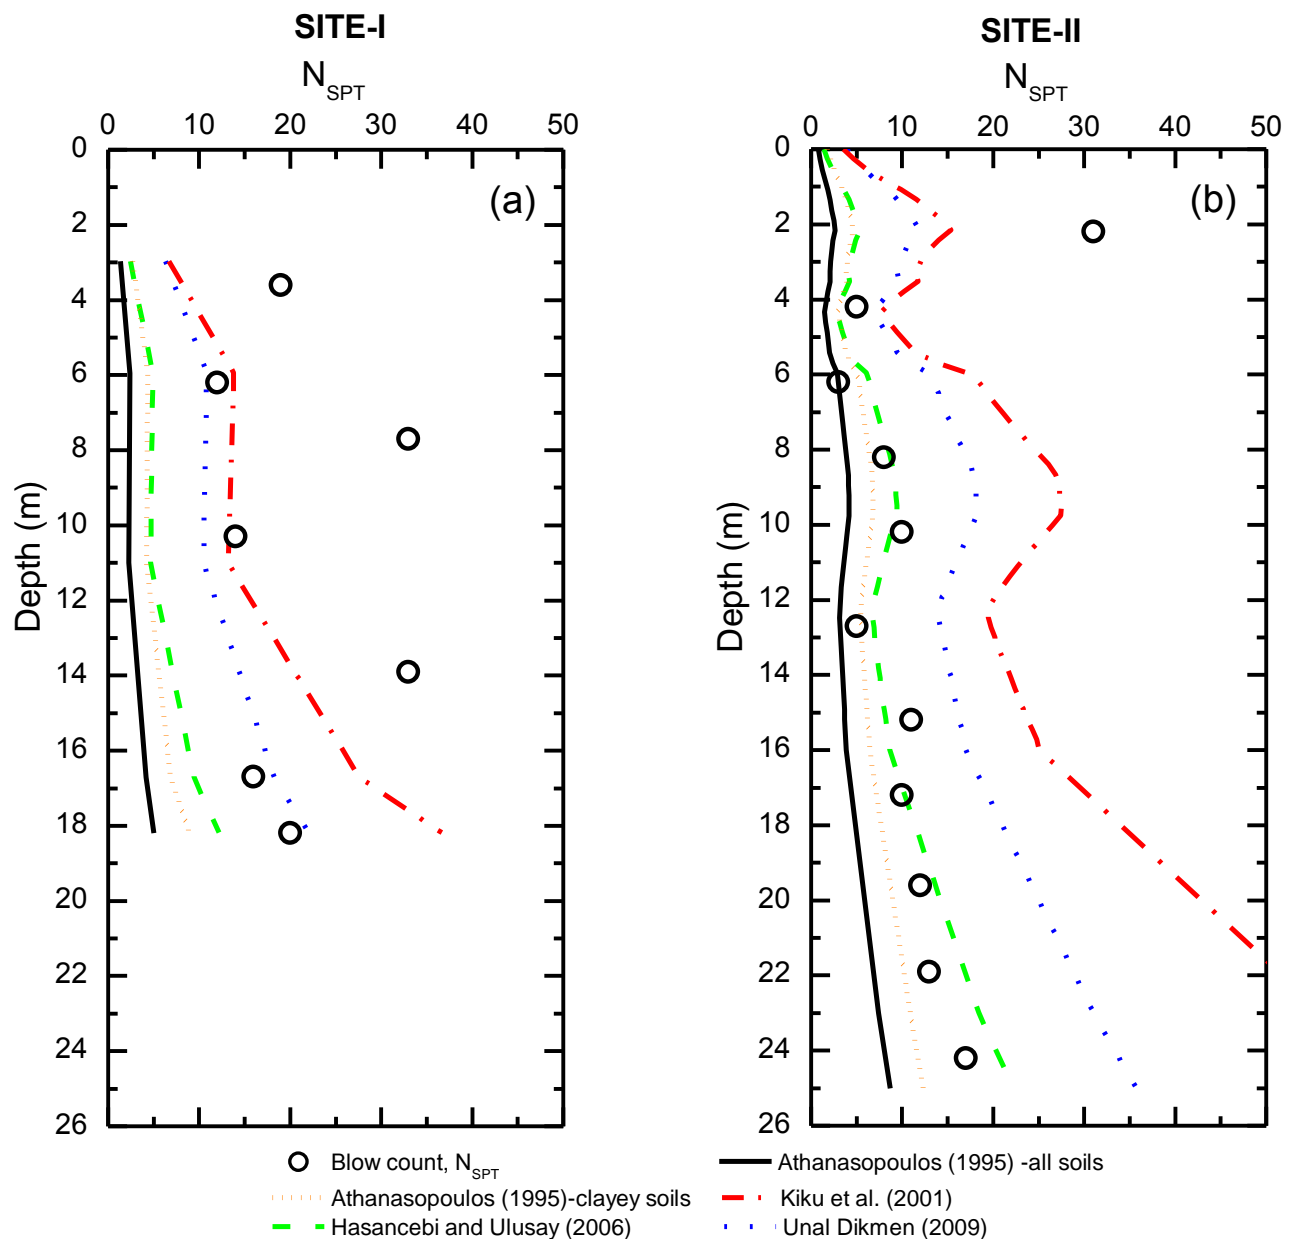 SITE-I
N_SPT
0 10 20 30 40 50
(a)
0
2
4
6
8
10
12
14
16
18
20
22
24
26
Depth (m)
SITE-II
N_SPT
0 10 20 30 40 50
(b)
0
2
4
6
8
10
12
14
16
18
20
22
24
26
Depth (m)
Blow count, N_SPT
Athanasopoulos (1995) -all soils
Athanasopoulos (1995)-clayey soils
Kiku et al. (2001)
Hasancebi and Ulusay (2006)
Unal Dikmen (2009)